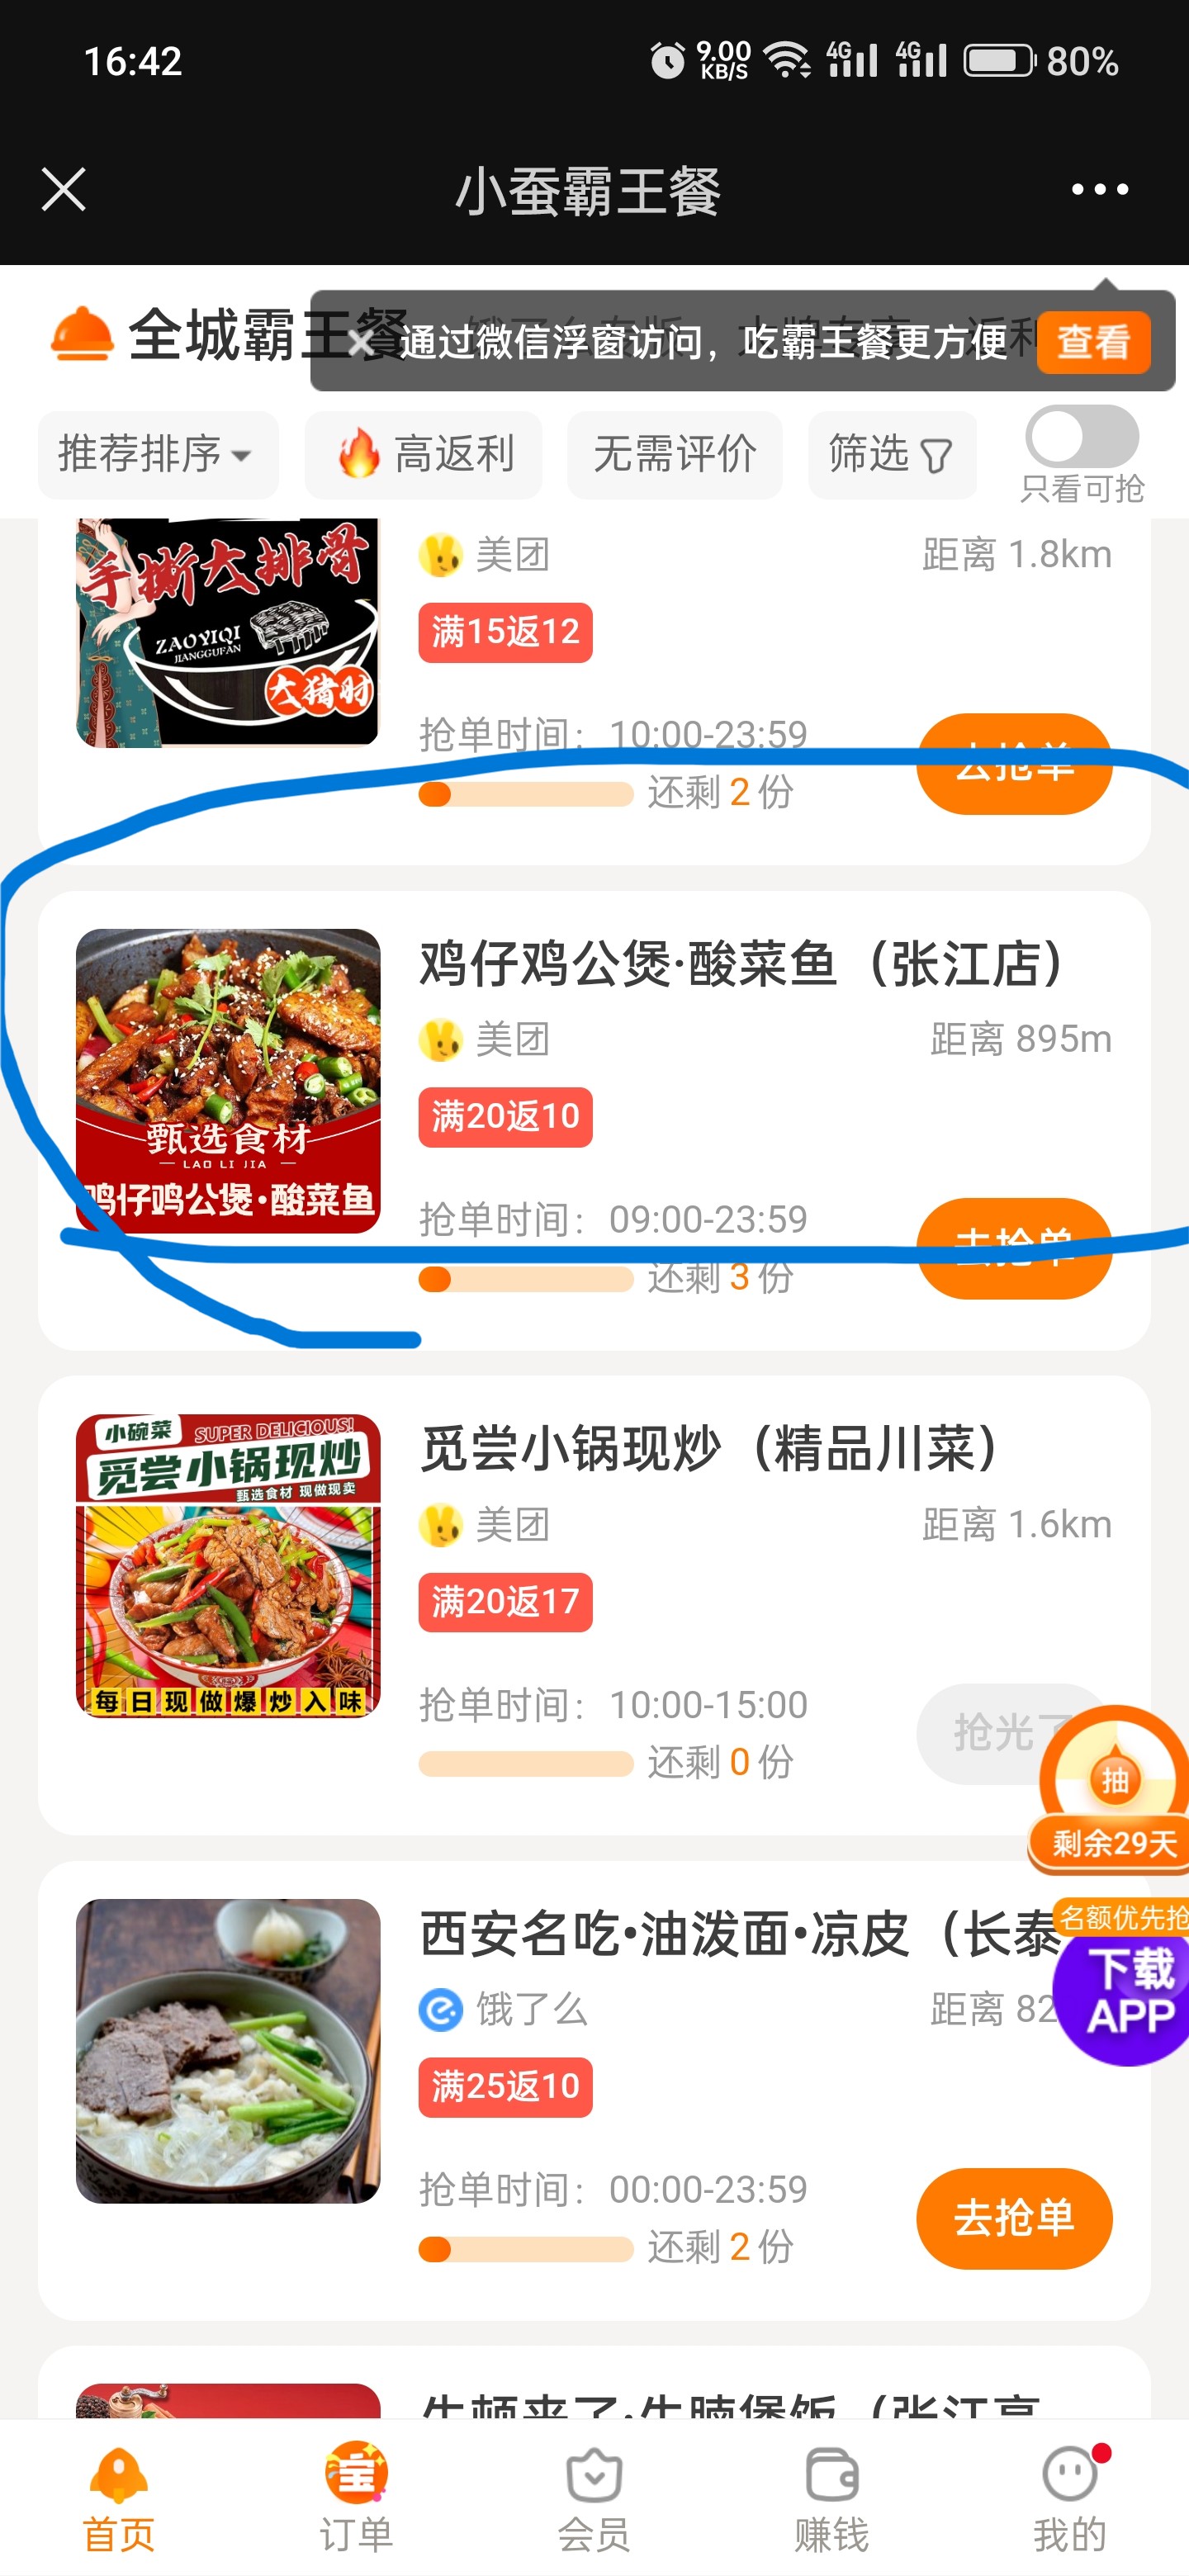 16:42
9.00
KB/S
4G
4G
80%
小蚕霸王餐
全城霸王餐
通过微信浮窗访问，吃霸王餐更方便
查看
推荐排序
高返利
无需评价
筛选
只看可抢
手撕大排骨
ZAOYIQI
JIANGGUFAN
大猪肘
美团
距离 1.8km
满15返12
抢单时间：10:00-23:59
还剩 2 份
去抢单
鸡仔鸡公煲·酸菜鱼（张江店）
美团
距离 895m
满20返10
甄选食材
LAO LI JIA
鸡仔鸡公煲·酸菜鱼
抢单时间：09:00-23:59
还剩 3 份
去抢单
小碗菜
SUPER DELICIOUS!
觅尝小锅现炒
甄选食材 现做现卖
每日现做爆炒入味
觅尝小锅现炒（精品川菜）
美团
距离 1.6km
满20返17
抢单时间：10:00-15:00
还剩 0 份
抢光
抽
剩余29天
名额优先抢
下载
APP
西安名吃•油泼面•凉皮（长泰
饿了么
距离 82
满25返10
抢单时间：00:00-23:59
还剩 2 份
去抢单
首页
订单
会员
赚钱
我的